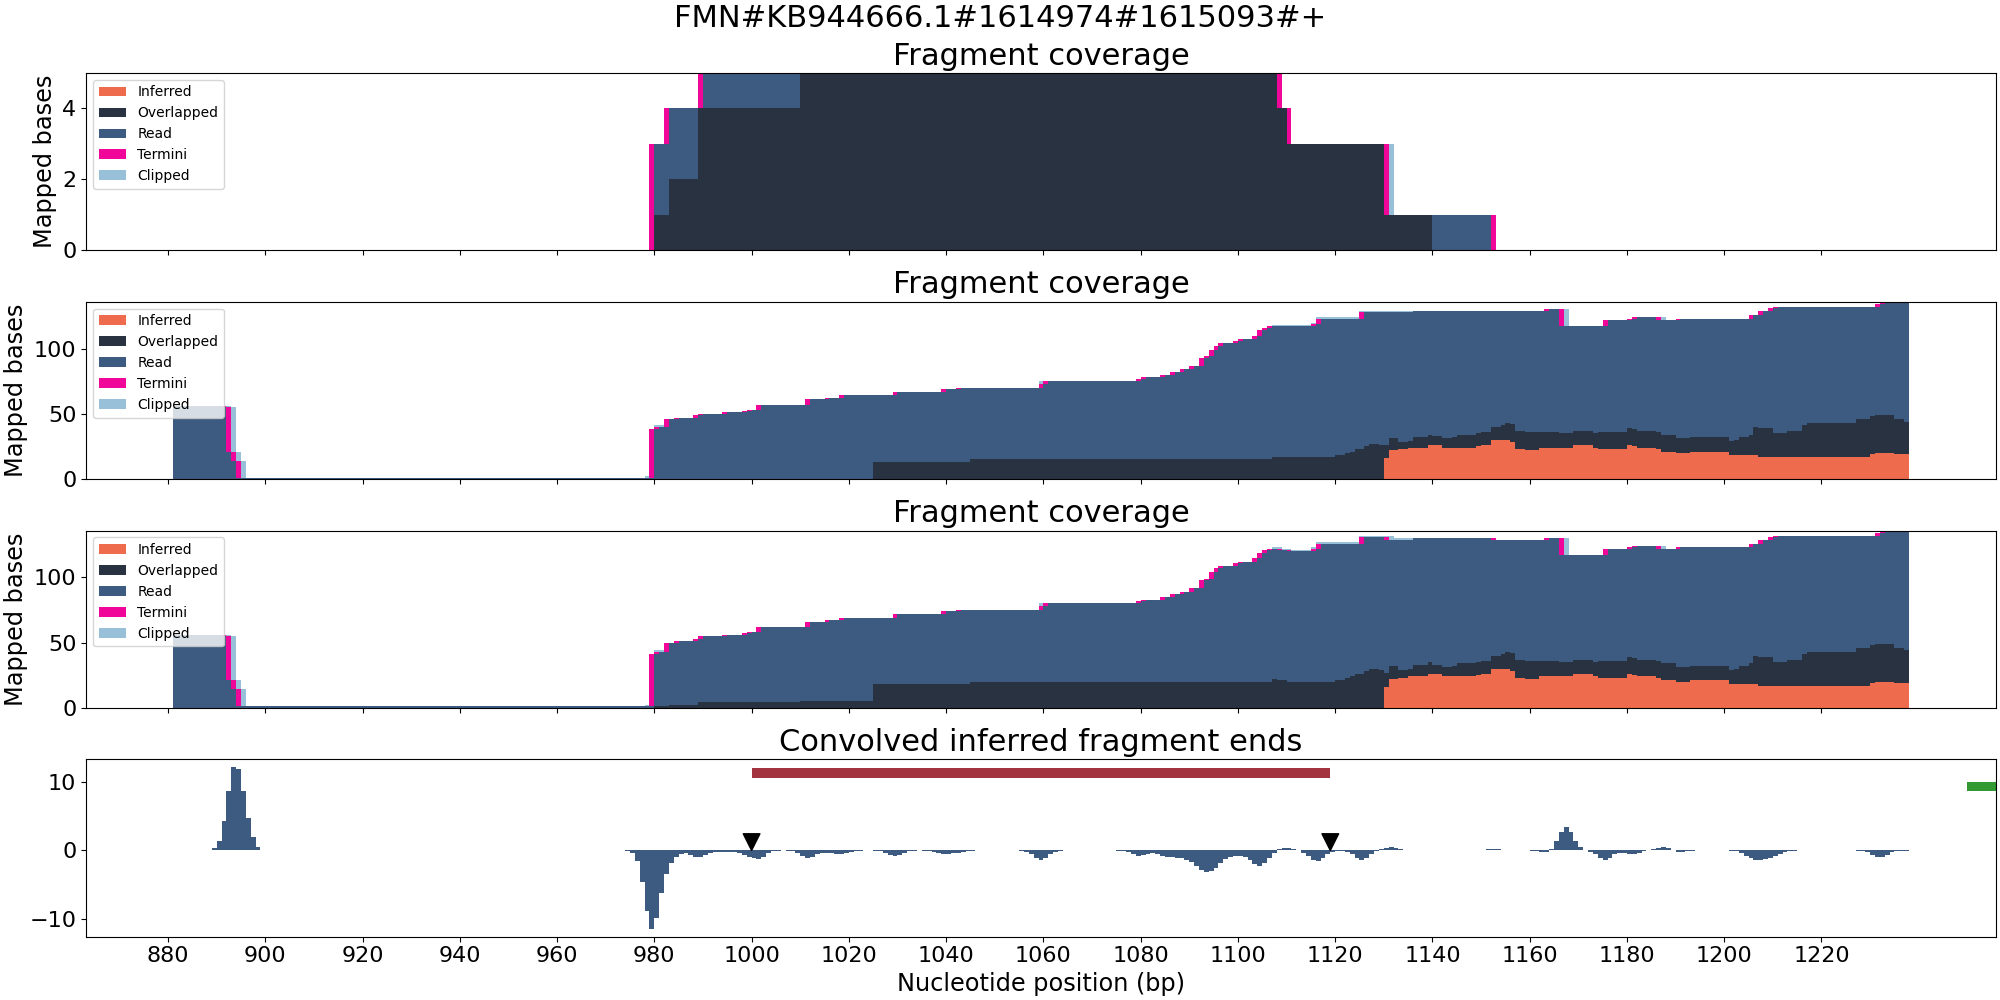 FMN#KB944666.1#1614974#1615093#+
Fragment coverage
Mapped bases
4
2
0
Inferred
Overlapped
Read
Termini
Clipped
Fragment coverage
Mapped bases
100
50
0
Inferred
Overlapped
Read
Termini
Clipped
Fragment coverage
Mapped bases
100
50
0
Inferred
Overlapped
Read
Termini
Clipped
Convolved inferred fragment ends
10
0
−10
880 900 920 940 960 980 1000 1020 1040 1060 1080 1100 1120 1140 1160 1180 1200 1220
Nucleotide position (bp)